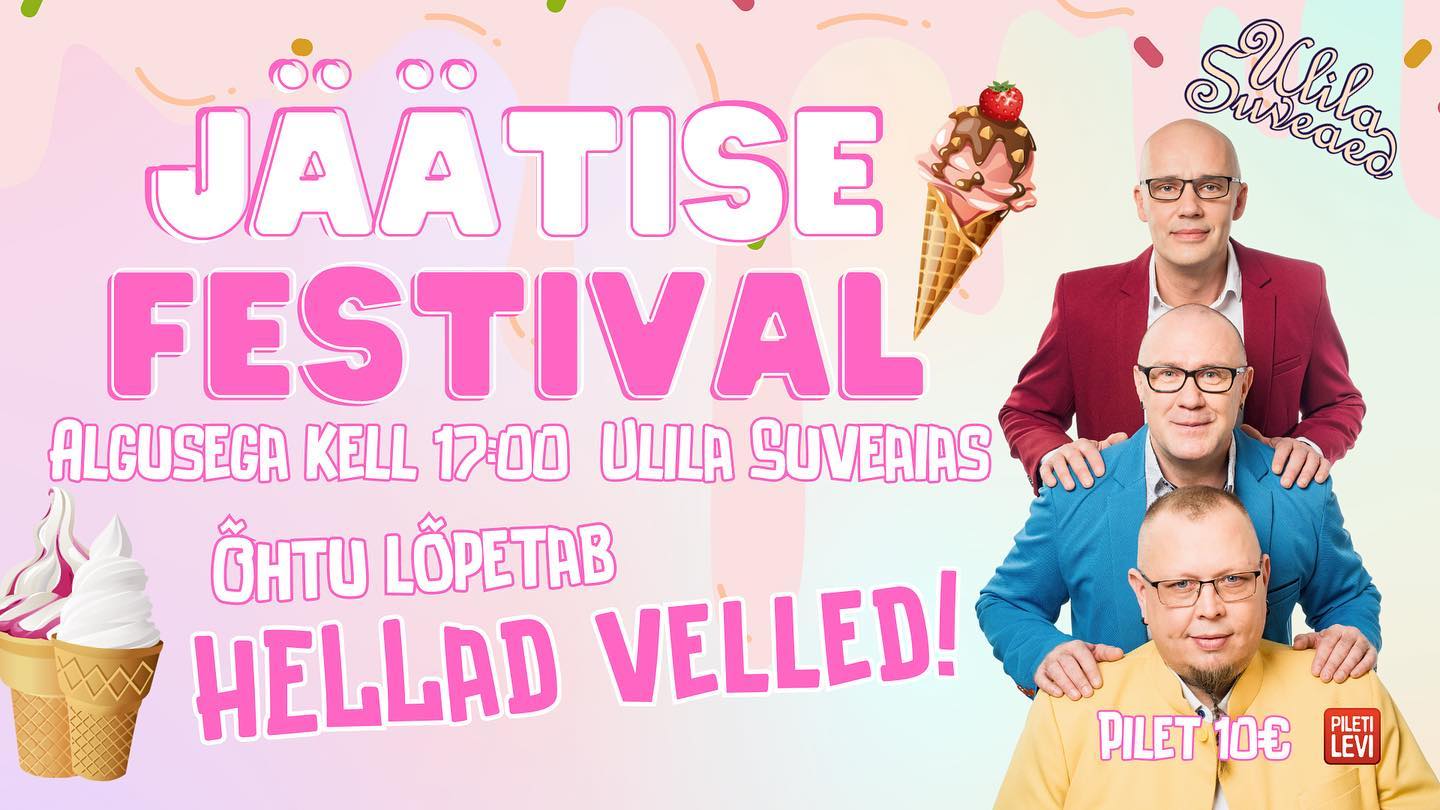 Ulila
Suveaed
JÄÄTISE
FESTIVAL
ALGUSEGA KELL 17:00 ULILA SUVEAIAS
ÕHTU LÕPETAB
HELLAD VELLED!
PILET 10€
PILETI
LEVI